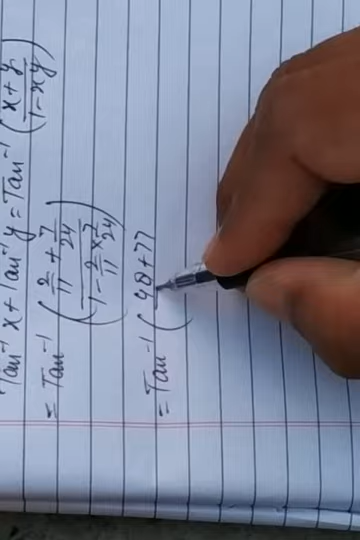 Tan⁻¹ x + Tan⁻¹ y = Tan⁻¹ ( (x + y) / (1 - xy) )
= Tan⁻¹ ( (2/11 + 7/24) / (1 - 2/11 × 7/24) )
= Tan⁻¹ ( 48 + 77